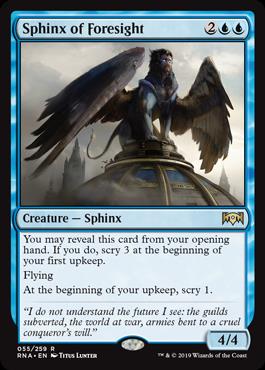 Sphinx of Foresight 2
Creature — Sphinx
You may reveal this card from your opening
hand. If you do, scry 3 at the beginning of
your first upkeep.
Flying
At the beginning of your upkeep, scry 1.
“I do not understand the future I see: the guilds
subverted, the world at war, armies bent to a cruel
conqueror’s will.”
4/4
055/259 R
RNA • EN Titus Lutter
™ & © 2019 Wizards of the Coast